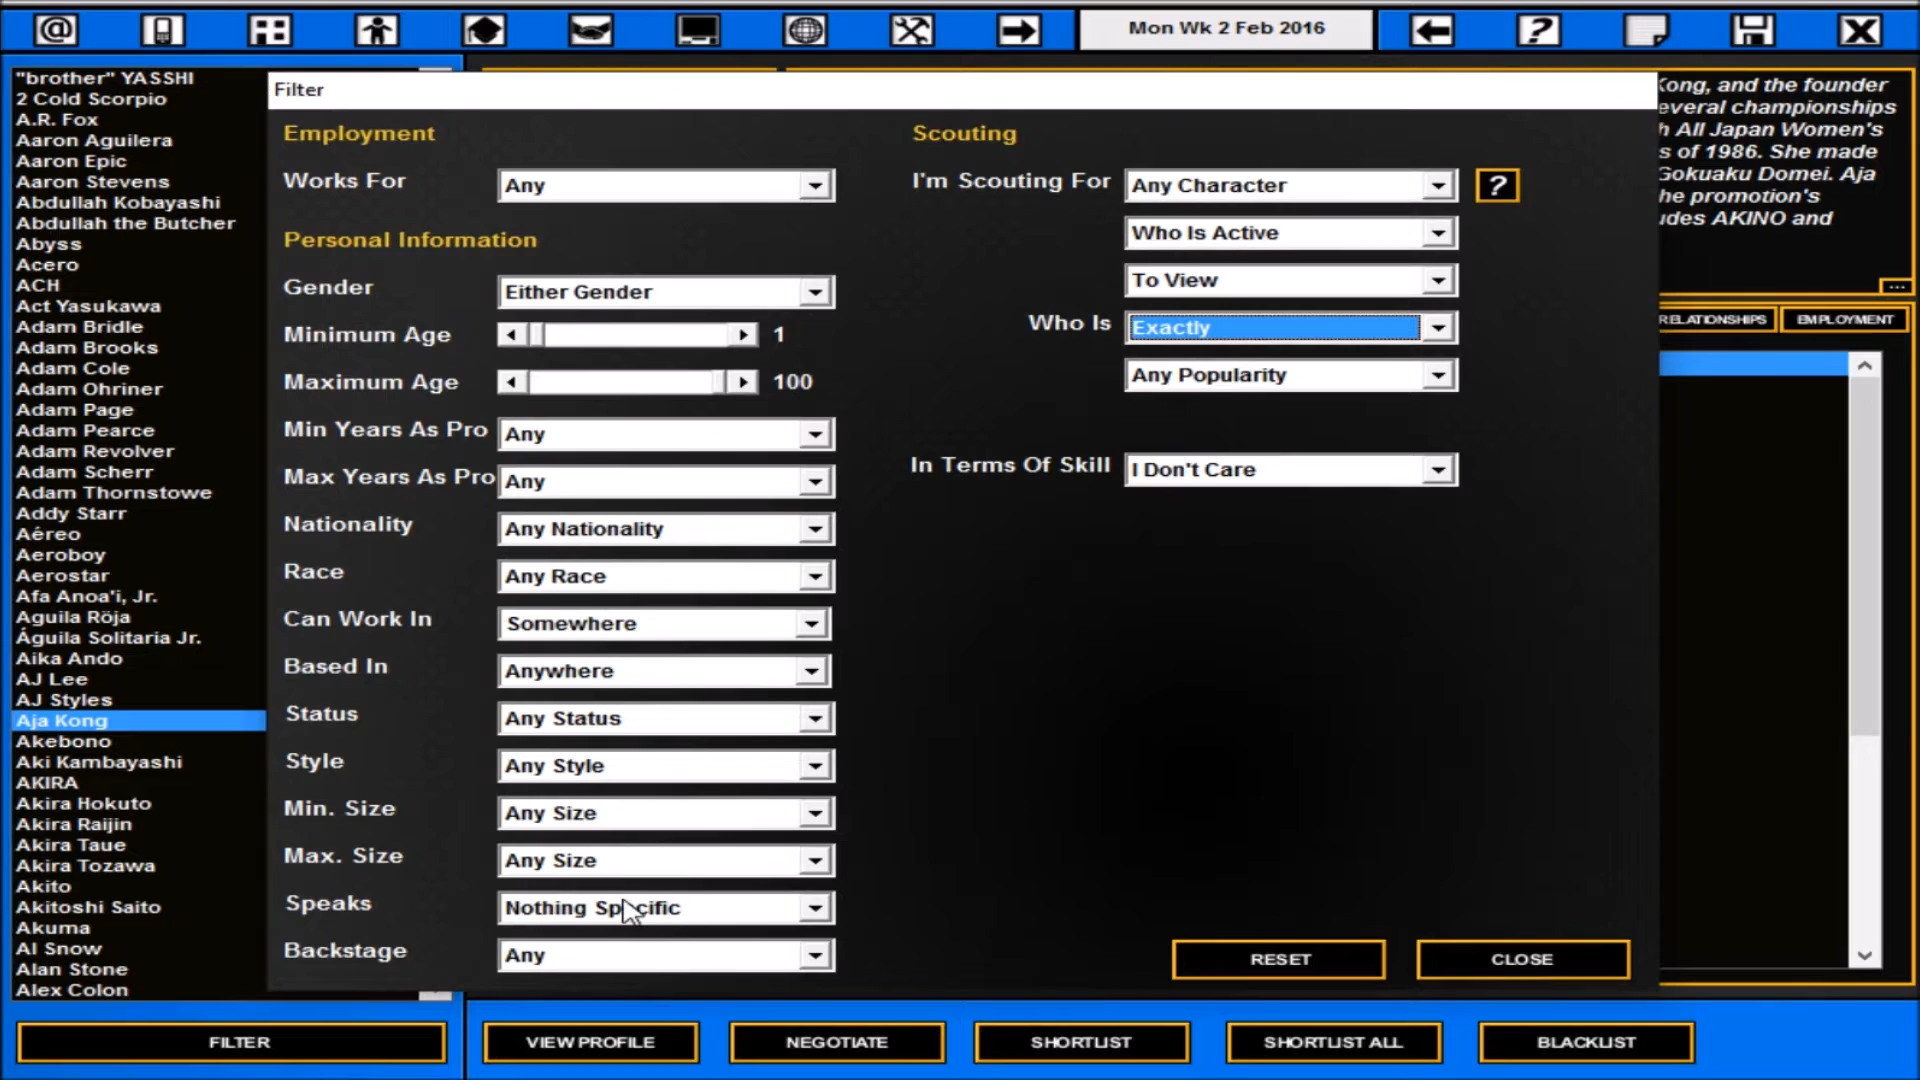 Mon Wk 2 Feb 2016
"brother" YASSHI
2 Cold Scorpio
A.R. Fox
Aaron Aguilera
Aaron Epic
Aaron Stevens
Abdullah Kobayashi
Abdullah the Butcher
Abyss
Acero
ACH
Act Yasukawa
Adam Bridle
Adam Brooks
Adam Cole
Adam Ohriner
Adam Page
Adam Pearce
Adam Revolver
Adam Scherr
Adam Thornstowe
Addy Starr
Aéreo
Aeroboy
Aerostar
Afa Anoa'i, Jr.
Aguila Röja
Águila Solitaria Jr.
Aika Ando
AJ Lee
AJ Styles
Aja Kong
Akebono
Aki Kambayashi
AKIRA
Akira Hokuto
Akira Raijin
Akira Taue
Akira Tozawa
Akito
Akitoshi Saito
Akuma
Al Snow
Alan Stone
Alex Colon
Filter
Employment
Works For Any
Personal Information
Gender Either Gender
Minimum Age 1
Maximum Age 100
Min Years As Pro Any
Max Years As Pro Any
Nationality Any Nationality
Race Any Race
Can Work In Somewhere
Based In Anywhere
Status Any Status
Style Any Style
Min. Size Any Size
Max. Size Any Size
Speaks Nothing Specific
Backstage Any
Scouting
I'm Scouting For Any Character ?
Who Is Active
To View
Who Is Exactly
Any Popularity
In Terms Of Skill I Don't Care
RESET CLOSE
Kong, and the founder
everal championships
h All Japan Women's
s of 1986. She made
Gokuaku Domei. Aja
he promotion's
udes AKINO and
...
RELATIONSHIPS EMPLOYMENT
FILTER VIEW PROFILE NEGOTIATE SHORTLIST SHORTLIST ALL BLACKLIST